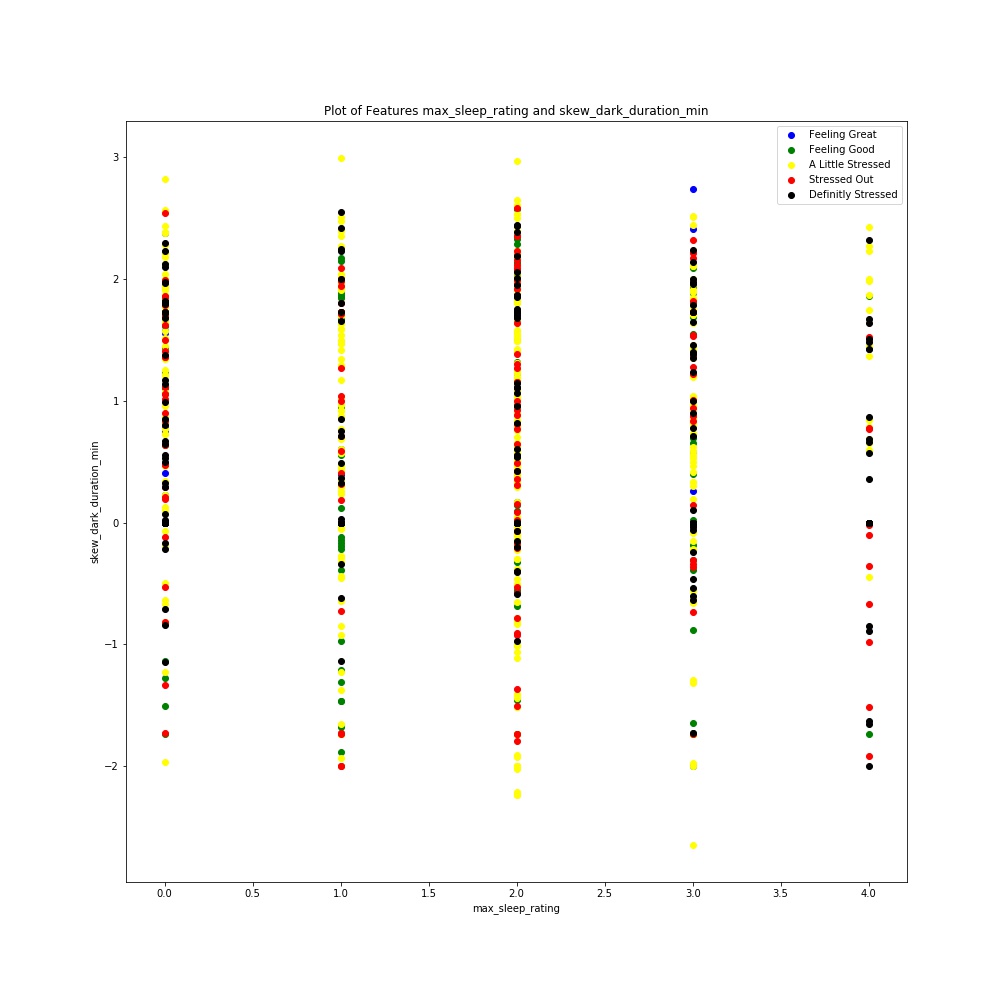 Plot of Features max_sleep_rating and skew_dark_duration_min
Feeling Great
Feeling Good
A Little Stressed
Stressed Out
Definitly Stressed
3
2
1
0
−1
−2
skew_dark_duration_min
0.0 0.5 1.0 1.5 2.0 2.5 3.0 3.5 4.0
max_sleep_rating